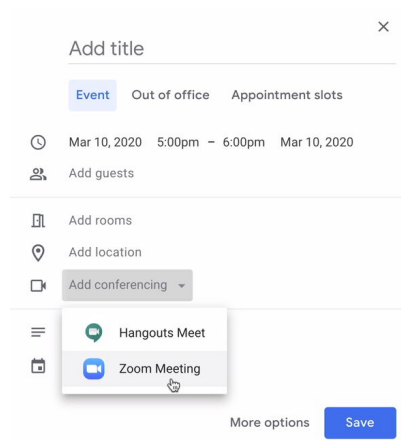 Add title
Event Out of office Appointment slots
Mar 10, 2020 5:00pm – 6:00pm Mar 10, 2020
Add guests
Add rooms
Add location
Add conferencing
Hangouts Meet
Zoom Meeting
More options Save